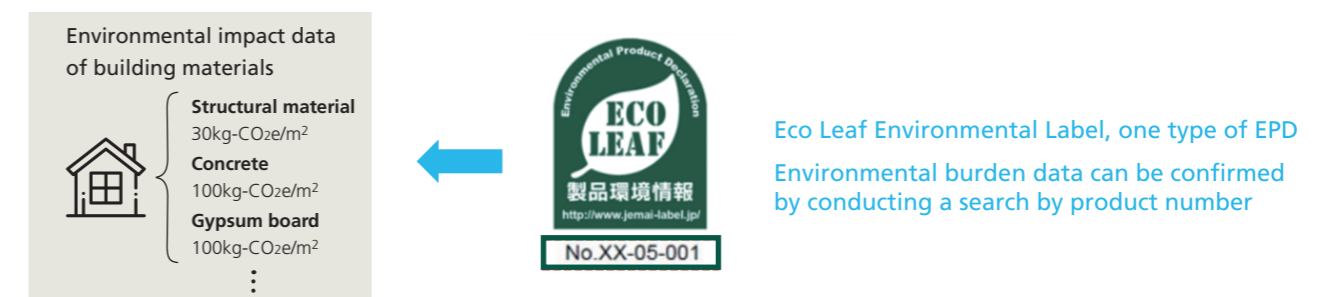 Environmental impact data
of building materials
Structural material
30kg-CO2e/m²
Concrete
100kg-CO2e/m²
Gypsum board
100kg-CO2e/m²
⋮
Environmental Product Declaration
ECO
LEAF
製品環境情報
http://www.jemai-label.jp/
No.XX-05-001
Eco Leaf Environmental Label, one type of EPD
Environmental burden data can be confirmed
by conducting a search by product number